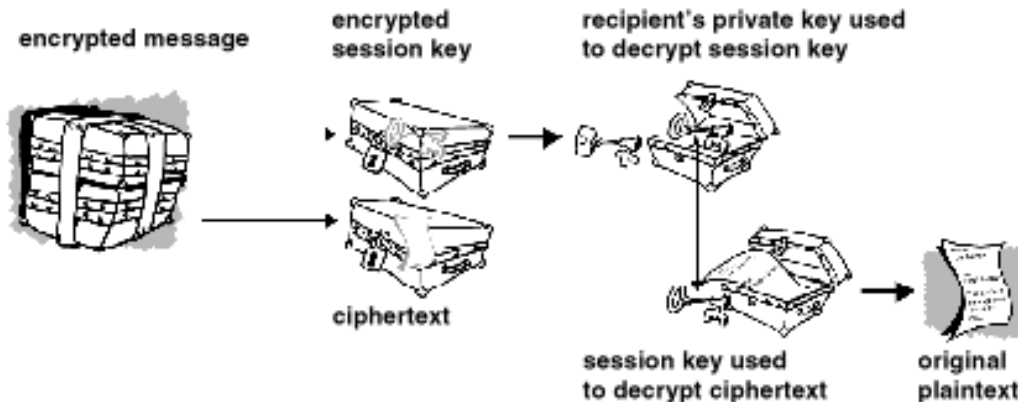 encrypted message
encrypted
session key
recipient's private key used
to decrypt session key
ciphertext
session key used
to decrypt ciphertext
original
plaintext